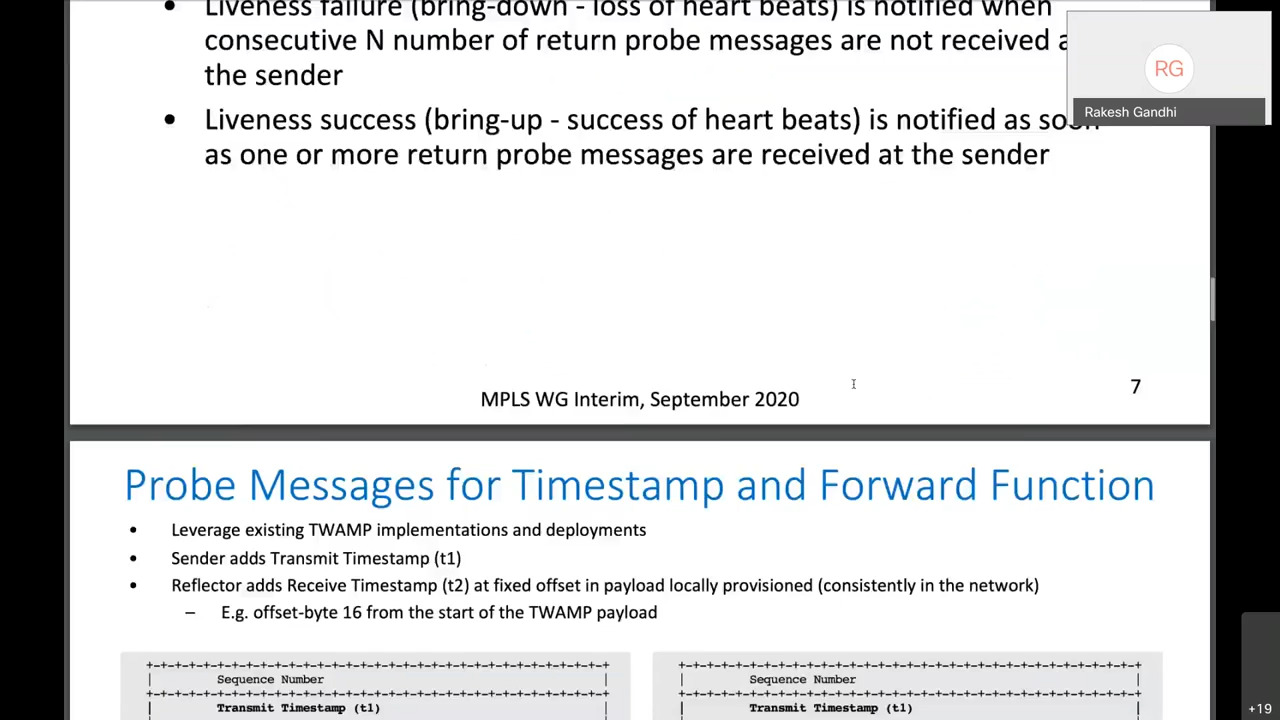 Liveness failure (bring-down - loss of heart beats) is notified when
consecutive N number of return probe messages are not received
the sender
Liveness success (bring-up - success of heart beats) is notified as soon
as one or more return probe messages are received at the sender
RG
Rakesh Gandhi
MPLS WG Interim, September 2020
7
Probe Messages for Timestamp and Forward Function
• Leverage existing TWAMP implementations and deployments
• Sender adds Transmit Timestamp (t1)
• Reflector adds Receive Timestamp (t2) at fixed offset in payload locally provisioned (consistently in the network)
– E.g. offset-byte 16 from the start of the TWAMP payload
+-+-+-+-+-+-+-+-+-+-+-+-+-+-+-+-+-+-+-+-+-+-+-+-+-+-+-+-+-+-+-+-+
| Sequence Number |
+-+-+-+-+-+-+-+-+-+-+-+-+-+-+-+-+-+-+-+-+-+-+-+-+-+-+-+-+-+-+-+-+
| Transmit Timestamp (t1) |
+-+-+-+-+-+-+-+-+-+-+-+-+-+-+-+-+-+-+-+-+-+-+-+-+-+-+-+-+-+-+-+-+
| Sequence Number |
+-+-+-+-+-+-+-+-+-+-+-+-+-+-+-+-+-+-+-+-+-+-+-+-+-+-+-+-+-+-+-+-+
| Transmit Timestamp (t1) |
+19